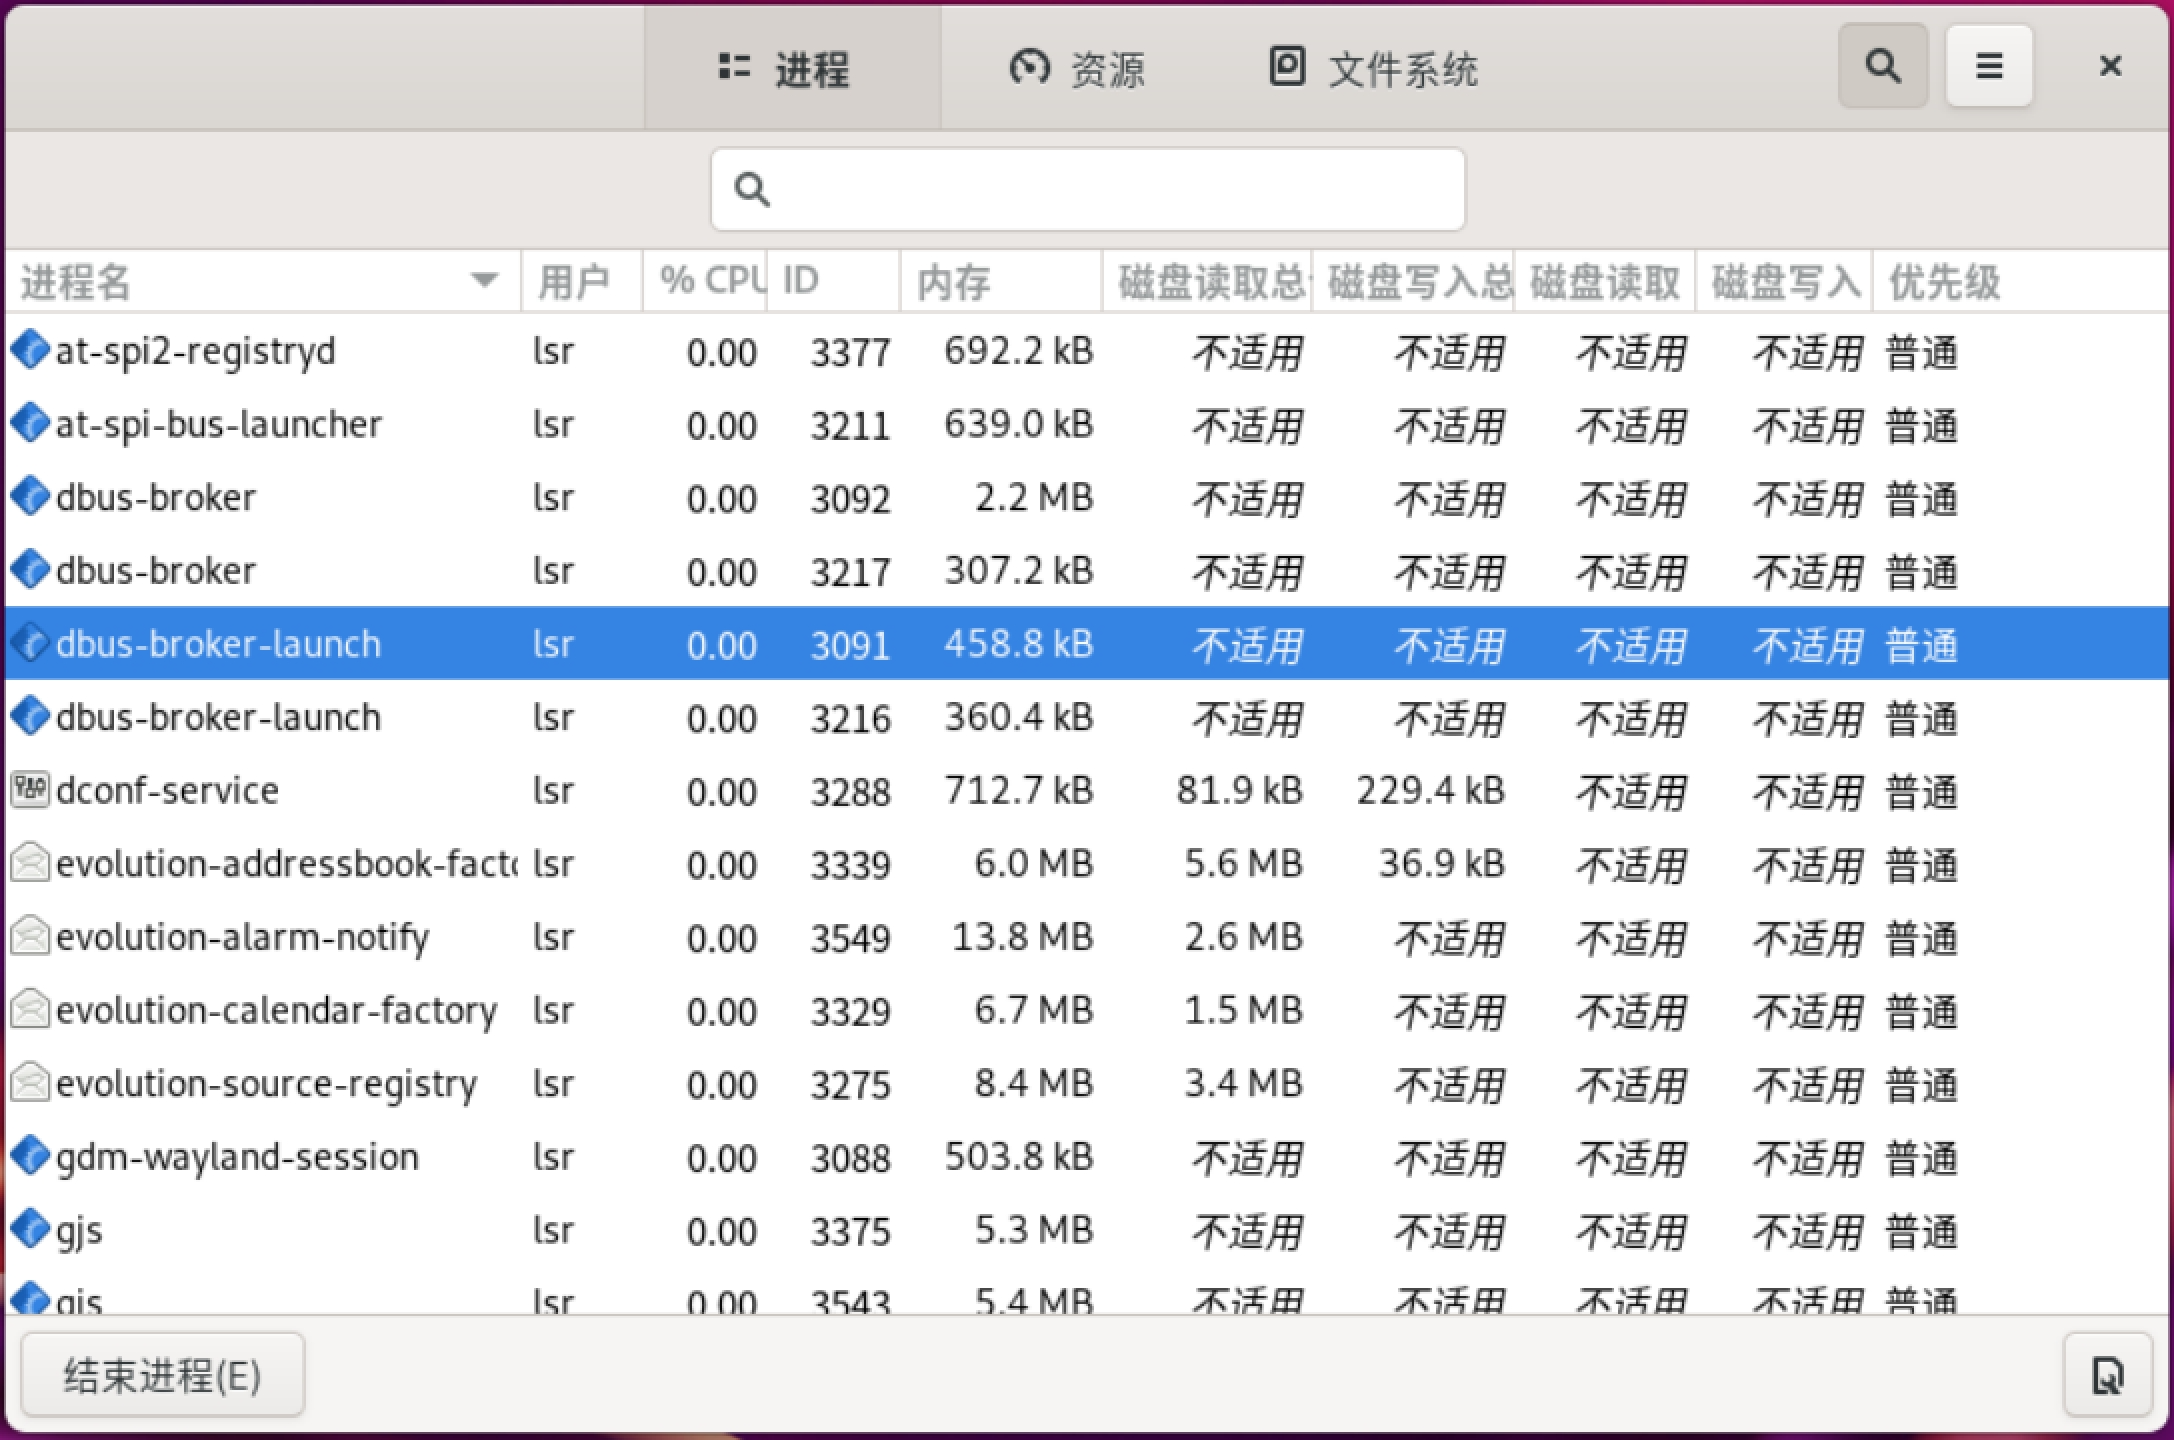 进程 资源 文件系统
进程名 用户 % CPU ID 内存 磁盘读取总 磁盘写入总 磁盘读取 磁盘写入 优先级
at-spi2-registryd lsr 0.00 3377 692.2 kB 不适用 不适用 不适用 不适用 普通
at-spi-bus-launcher lsr 0.00 3211 639.0 kB 不适用 不适用 不适用 不适用 普通
dbus-broker lsr 0.00 3092 2.2 MB 不适用 不适用 不适用 不适用 普通
dbus-broker lsr 0.00 3217 307.2 kB 不适用 不适用 不适用 不适用 普通
dbus-broker-launch lsr 0.00 3091 458.8 kB 不适用 不适用 不适用 不适用 普通
dbus-broker-launch lsr 0.00 3216 360.4 kB 不适用 不适用 不适用 不适用 普通
dconf-service lsr 0.00 3288 712.7 kB 81.9 kB 229.4 kB 不适用 不适用 普通
evolution-addressbook-facto lsr 0.00 3339 6.0 MB 5.6 MB 36.9 kB 不适用 不适用 普通
evolution-alarm-notify lsr 0.00 3549 13.8 MB 2.6 MB 不适用 不适用 不适用 普通
evolution-calendar-factory lsr 0.00 3329 6.7 MB 1.5 MB 不适用 不适用 不适用 普通
evolution-source-registry lsr 0.00 3275 8.4 MB 3.4 MB 不适用 不适用 不适用 普通
gdm-wayland-session lsr 0.00 3088 503.8 kB 不适用 不适用 不适用 不适用 普通
gjs lsr 0.00 3375 5.3 MB 不适用 不适用 不适用 不适用 普通
gjs lsr 0.00 3543 5.4 MB 不适用 不适用 不适用 不适用 普通
结束进程(E)